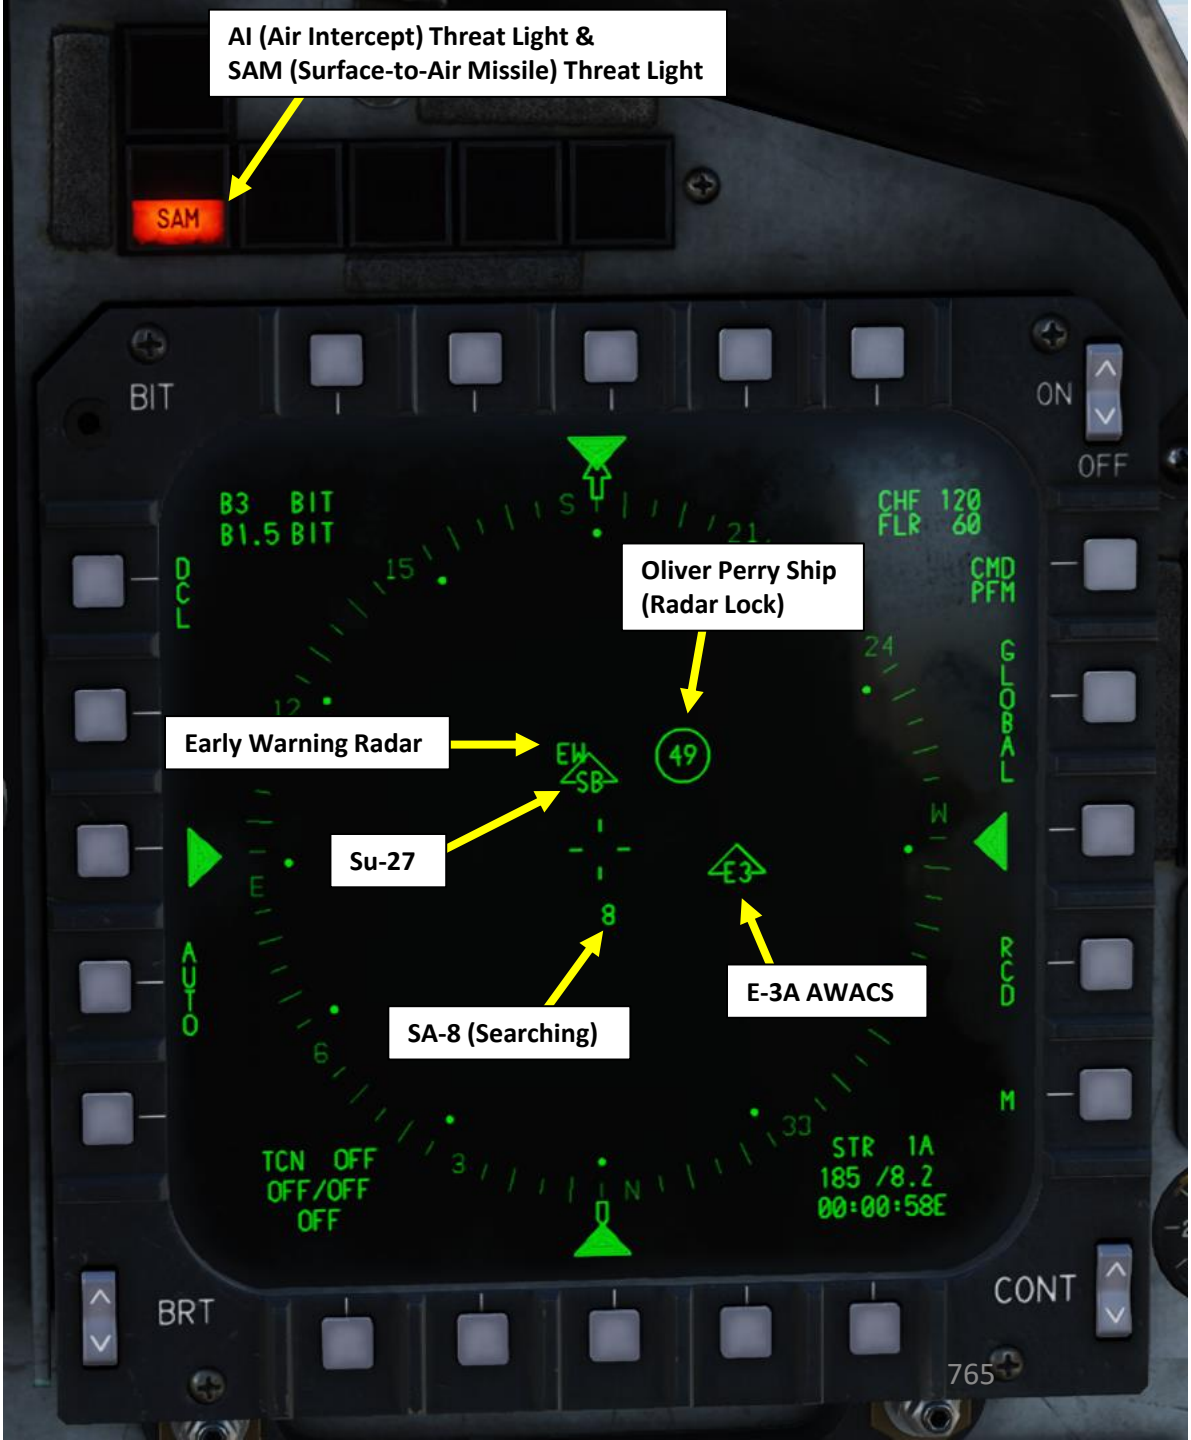 AI (Air Intercept) Threat Light &
SAM (Surface-to-Air Missile) Threat Light
SAM
BIT
ON
OFF
B3 BIT
B1.5 BIT
CHF 120
FLR 60
S
21
15
DCL
CMD
PFM
Oliver Perry Ship
(Radar Lock)
24
GLOBAL
12
Early Warning Radar
EW
49
SB
W
Su-27
E3
E
8
AUTO
RCD
E-3A AWACS
SA-8 (Searching)
6
M
33
3
N
TCN OFF
OFF/OFF
OFF
STR 1A
185 /8.2
00:00:58E
BRT
CONT
765
-2